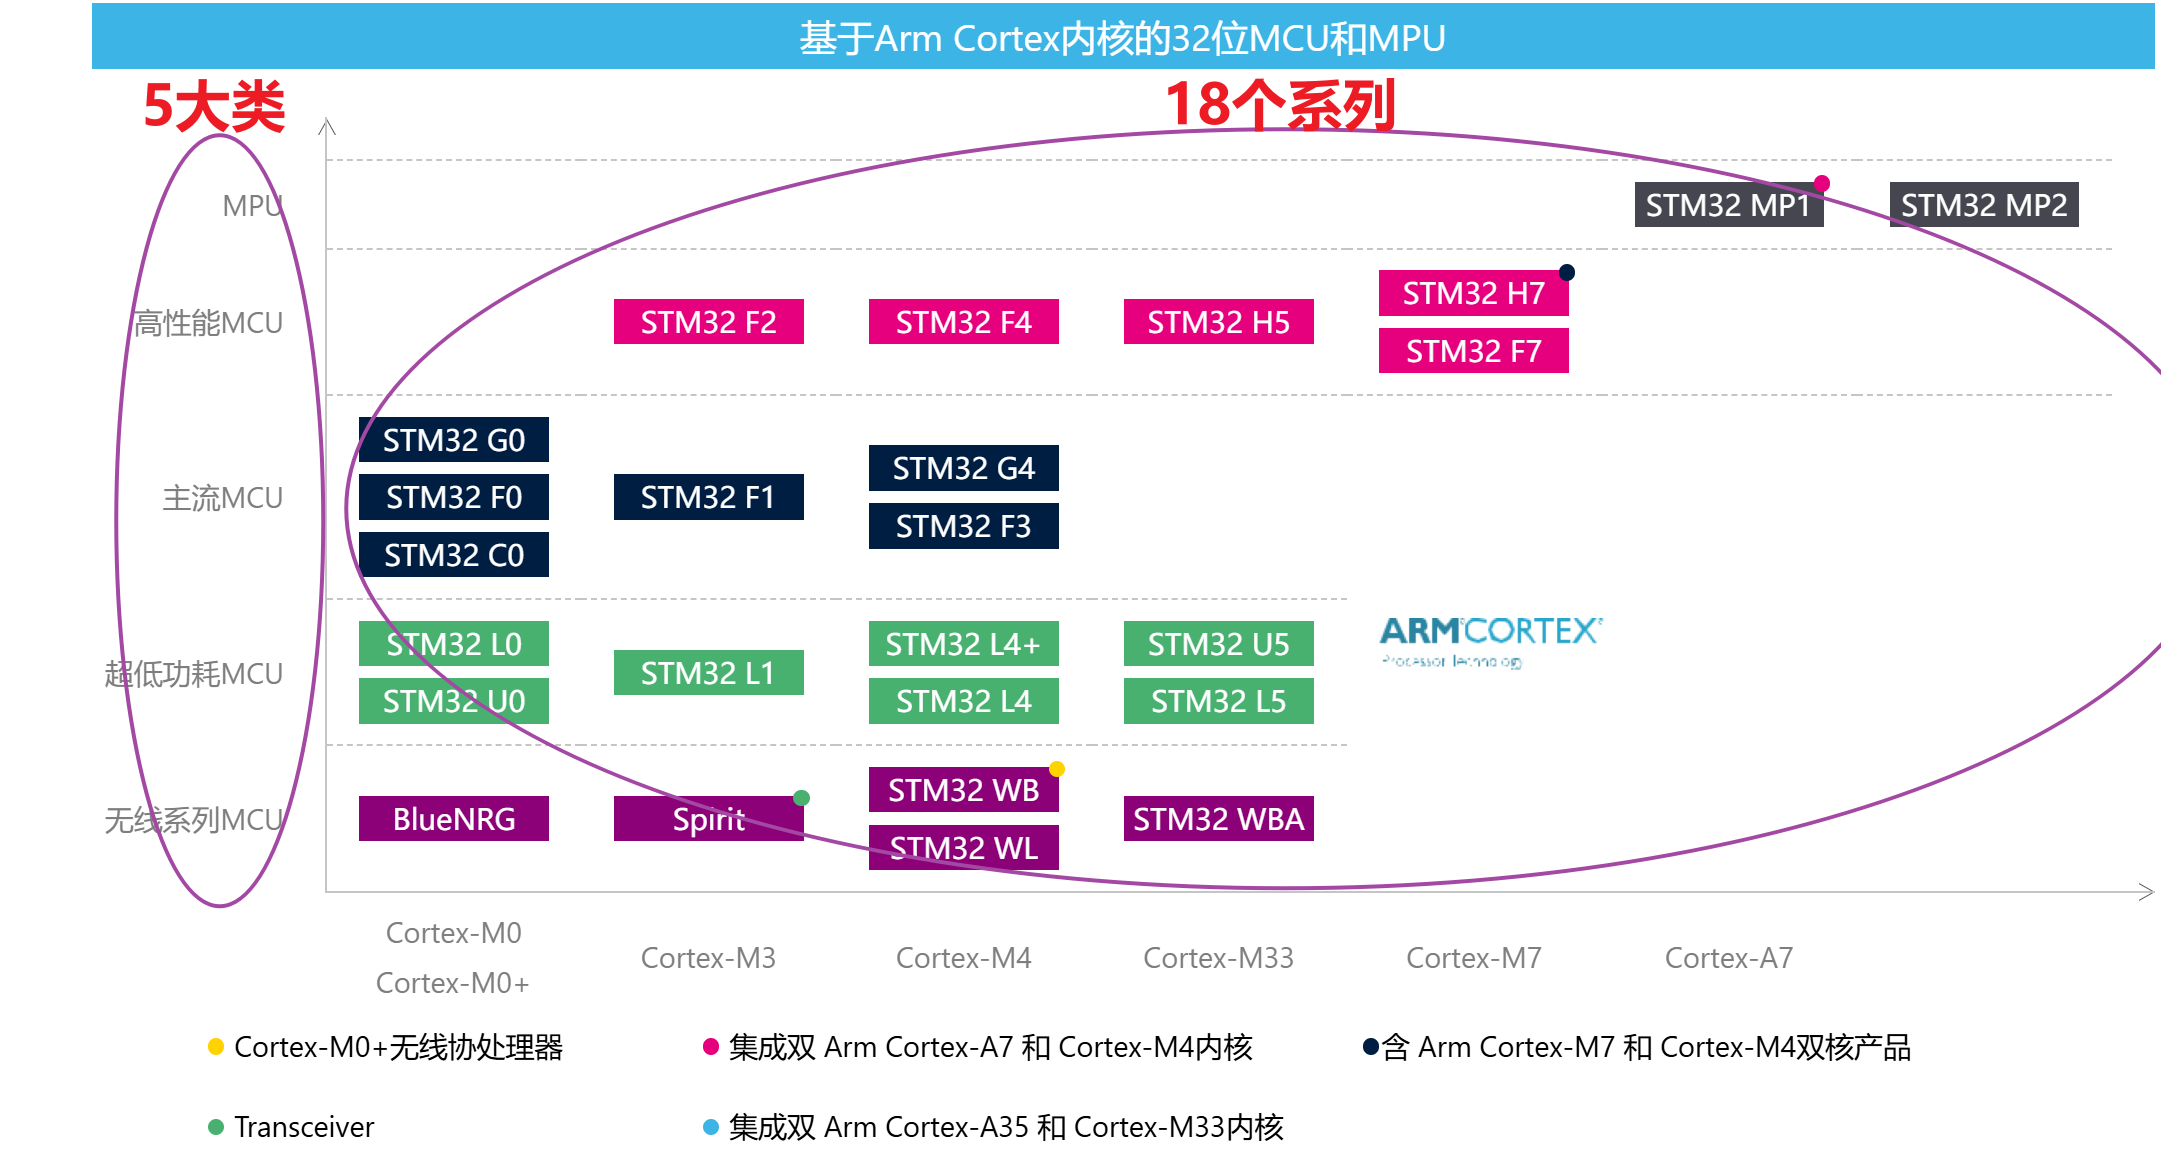 基于Arm Cortex内核的32位MCU和MPU
5大类
18个系列
MPU
STM32 MP1
STM32 MP2
高性能MCU
STM32 F2
STM32 F4
STM32 H5
STM32 H7
STM32 F7
主流MCU
STM32 G0
STM32 F0
STM32 C0
STM32 F1
STM32 G4
STM32 F3
超低功耗MCU
STM32 L0
STM32 U0
STM32 L1
STM32 L4+
STM32 L4
STM32 U5
STM32 L5
ARM CORTEX
Processor Technology
无线系列MCU
BlueNRG
Spirit
STM32 WB
STM32 WL
STM32 WBA
Cortex-M0
Cortex-M0+
Cortex-M3
Cortex-M4
Cortex-M33
Cortex-M7
Cortex-A7
Cortex-M0+无线协处理器
集成双 Arm Cortex-A7 和 Cortex-M4内核
含 Arm Cortex-M7 和 Cortex-M4双核产品
Transceiver
集成双 Arm Cortex-A35 和 Cortex-M33内核